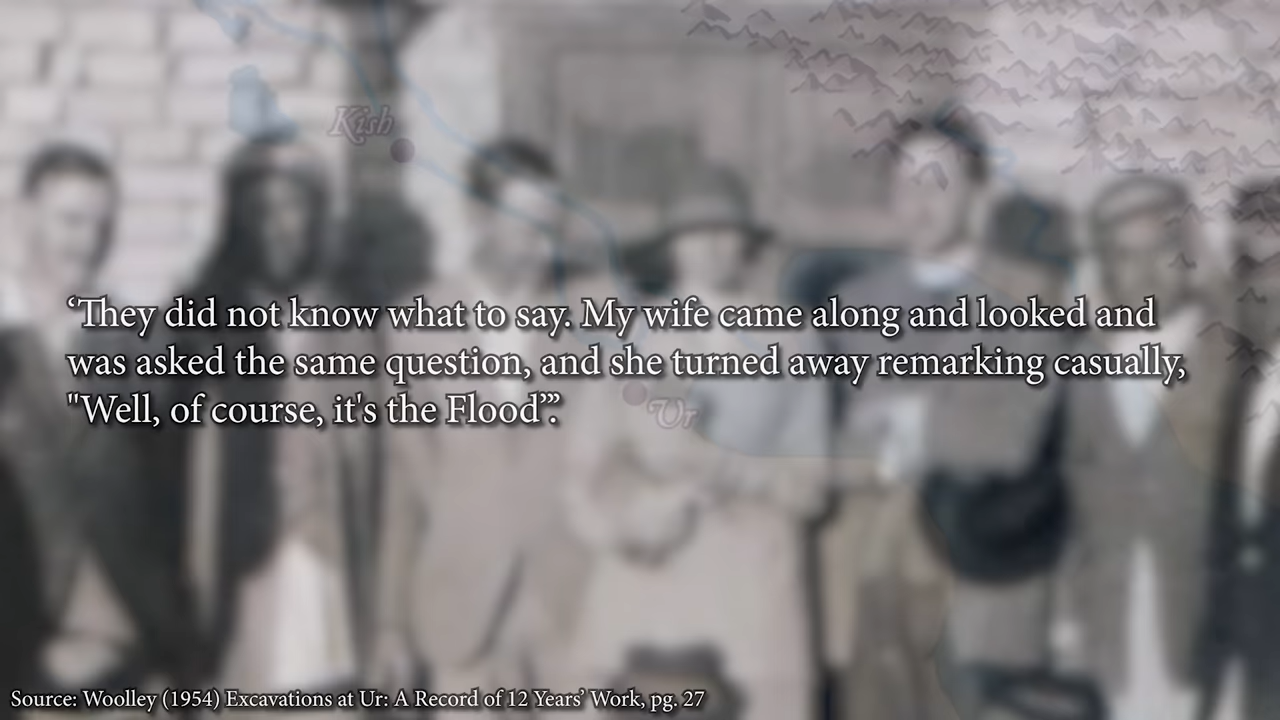 Kish
‘They did not know what to say. My wife came along and looked and
was asked the same question, and she turned away remarking casually,
"Well, of course, it's the Flood”’.
Ur
Source: Woolley (1954) Excavations at Ur: A Record of 12 Years’ Work, pg. 27